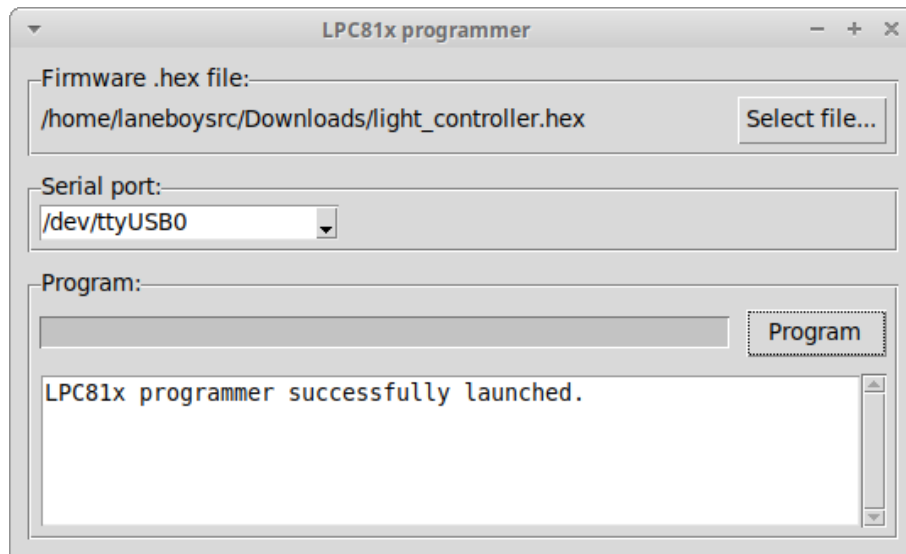 LPC81x programmer
Firmware .hex file:
/home/laneboysrc/Downloads/light_controller.hex Select file...
Serial port:
/dev/ttyUSB0
Program:
Program
LPC81x programmer successfully launched.